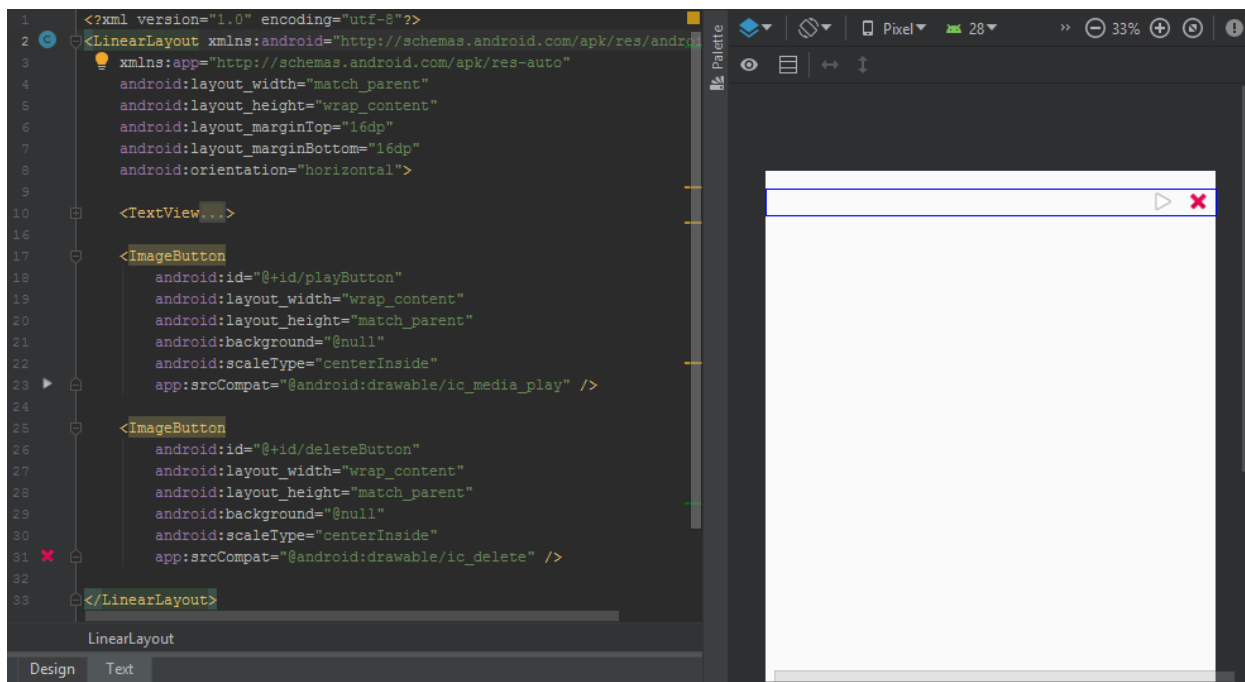 1 <?xml version="1.0" encoding="utf-8"?>
2 C <LinearLayout xmlns:android="http://schemas.android.com/apk/res/androi
3 xmlns:app="http://schemas.android.com/apk/res-auto"
4 android:layout_width="match_parent"
5 android:layout_height="wrap_content"
6 android:layout_marginTop="16dp"
7 android:layout_marginBottom="16dp"
8 android:orientation="horizontal">
9
10 <TextView...>
16
17 <ImageButton
18 android:id="@+id/playButton"
19 android:layout_width="wrap_content"
20 android:layout_height="match_parent"
21 android:background="@null"
22 android:scaleType="centerInside"
23 app:srcCompat="@android:drawable/ic_media_play" />
24
25 <ImageButton
26 android:id="@+id/deleteButton"
27 android:layout_width="wrap_content"
28 android:layout_height="match_parent"
29 android:background="@null"
30 android:scaleType="centerInside"
31 app:srcCompat="@android:drawable/ic_delete" />
32
33 </LinearLayout>
LinearLayout
Design Text
Palette
Pixel 28 » 33%